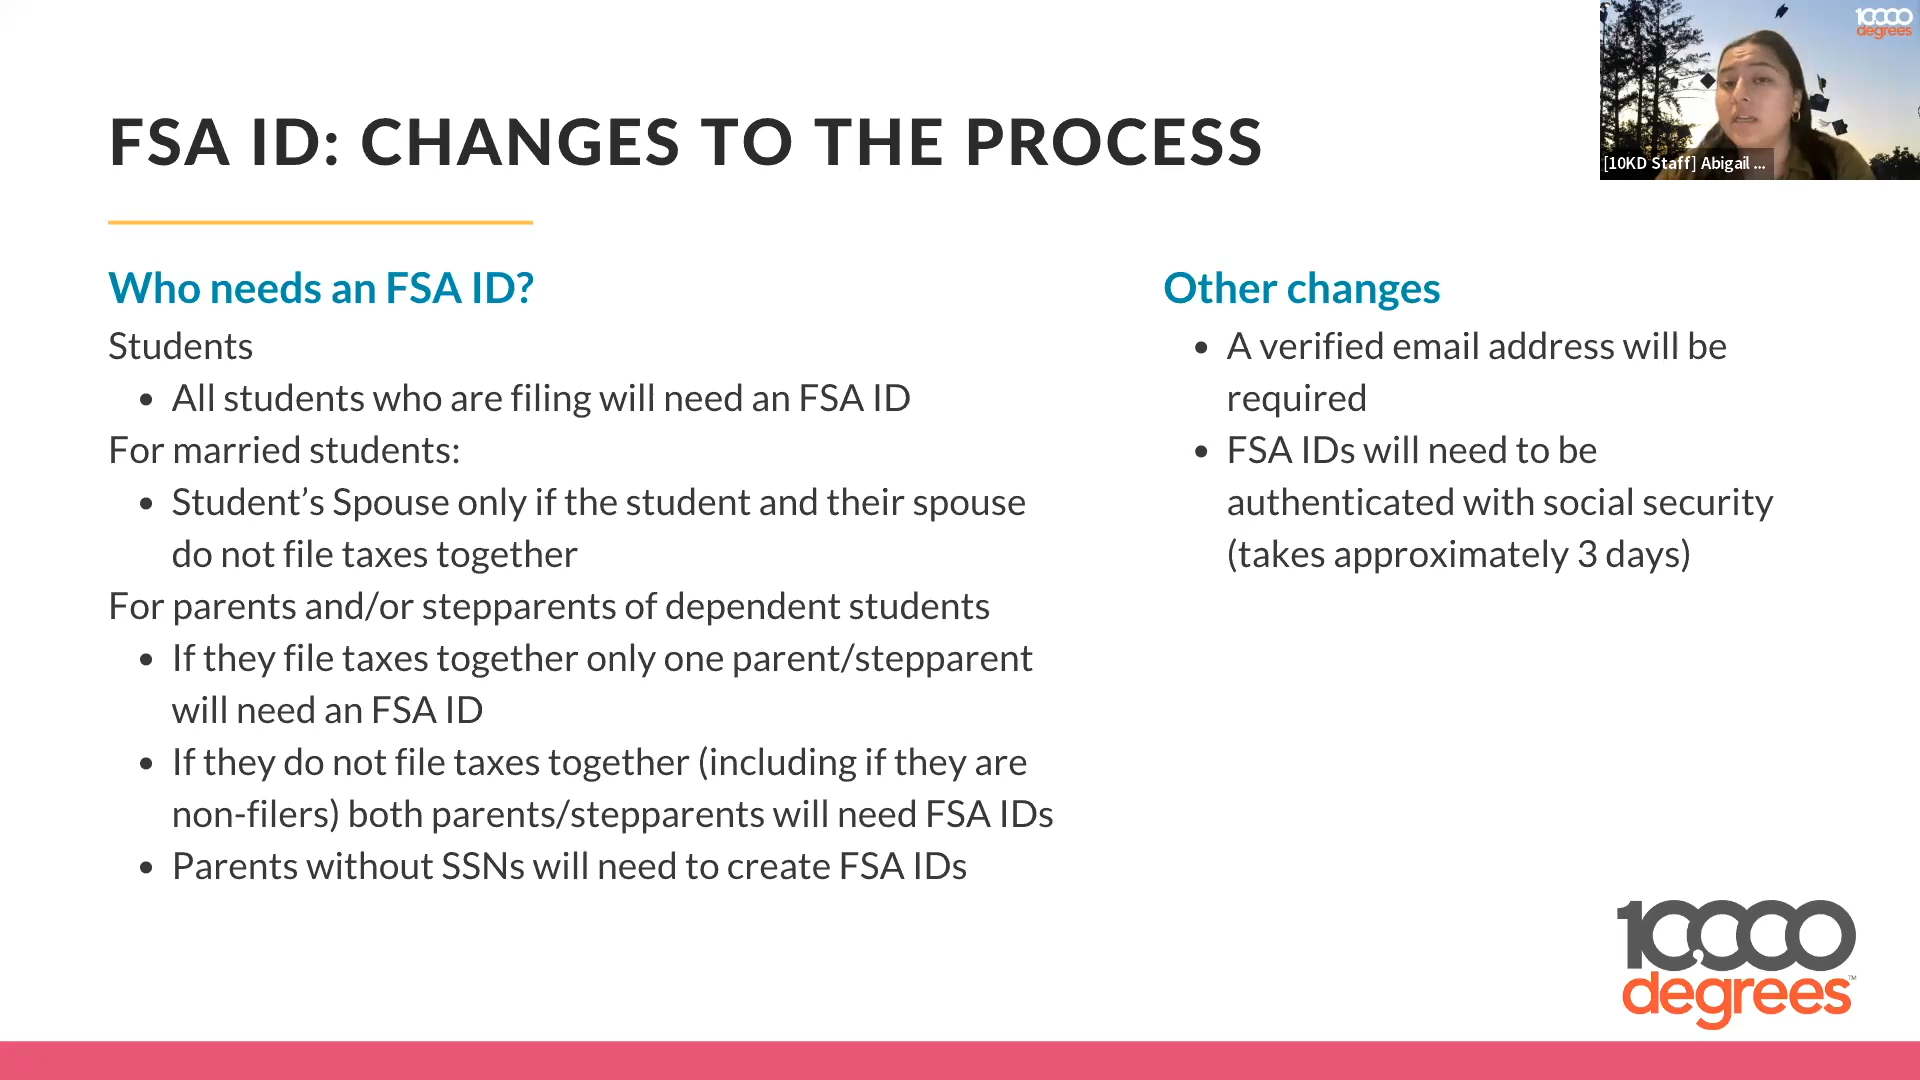 10,000
degrees
[10KD Staff] Abigail ...
FSA ID: CHANGES TO THE PROCESS
Who needs an FSA ID?
Students
• All students who are filing will need an FSA ID
For married students:
• Student’s Spouse only if the student and their spouse
do not file taxes together
For parents and/or stepparents of dependent students
• If they file taxes together only one parent/stepparent
will need an FSA ID
• If they do not file taxes together (including if they are
non-filers) both parents/stepparents will need FSA IDs
• Parents without SSNs will need to create FSA IDs
Other changes
• A verified email address will be
required
• FSA IDs will need to be
authenticated with social security
(takes approximately 3 days)
10,000
degrees™